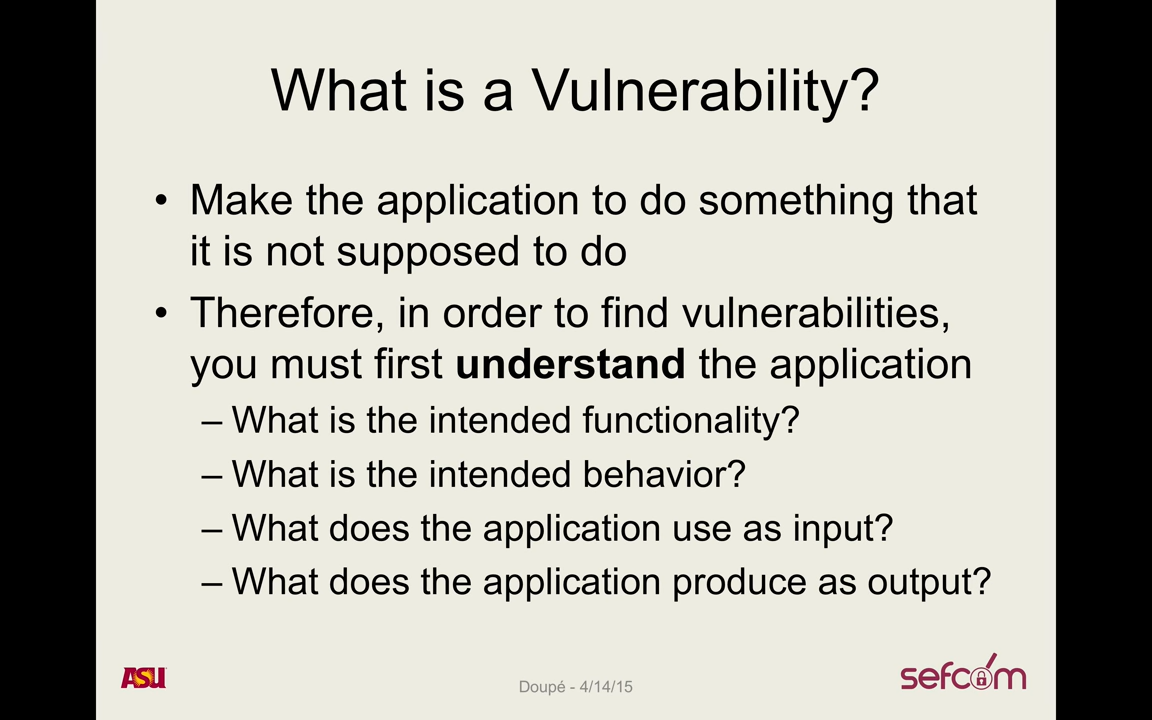 What is a Vulnerability?
• Make the application to do something that
it is not supposed to do
• Therefore, in order to find vulnerabilities,
you must first understand the application
– What is the intended functionality?
– What is the intended behavior?
– What does the application use as input?
– What does the application produce as output?
ASU
Doupé - 4/14/15
sefcom